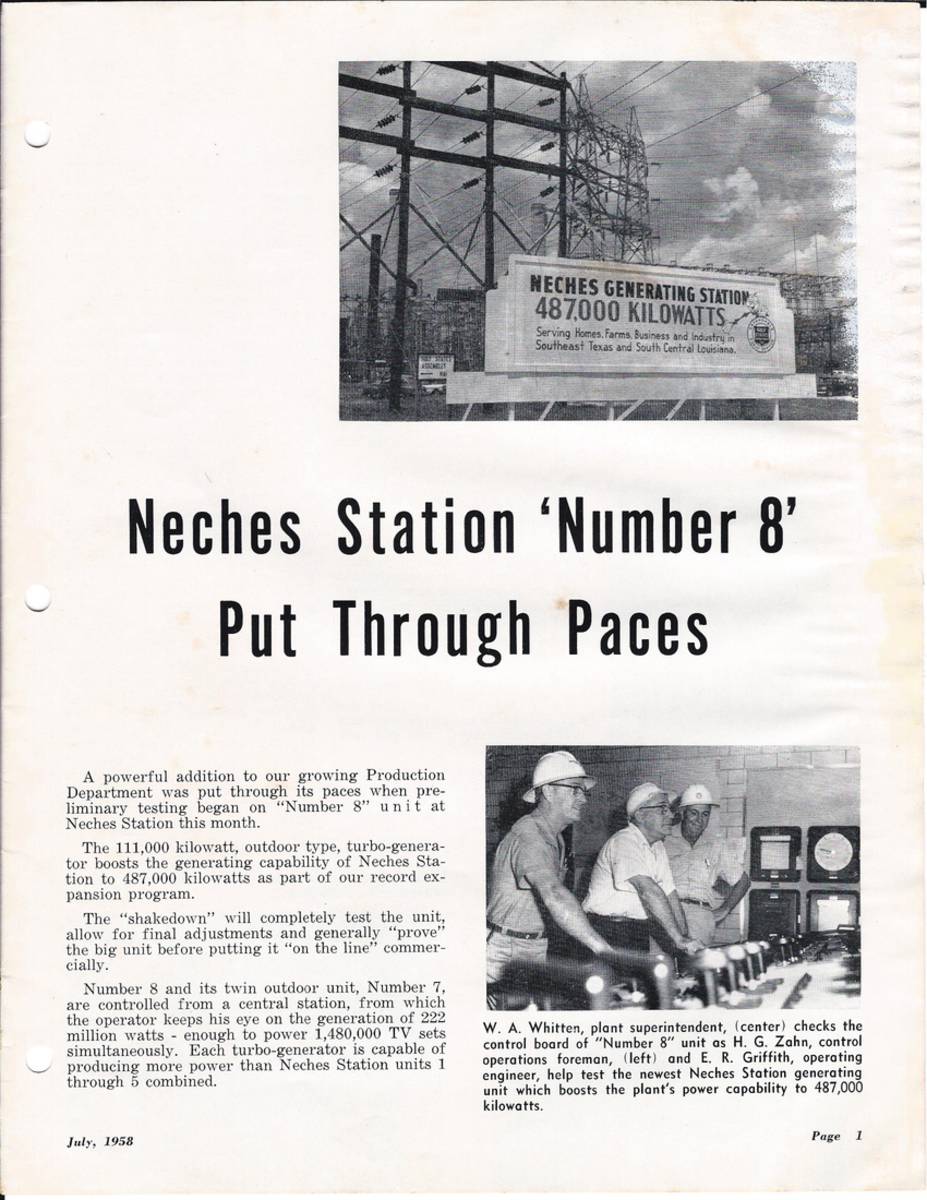 NECHES GENERATING STATION
487,000 KILOWATTS
Serving Homes, Farms, Business and Industry in
Southeast Texas and South Central Louisiana.
GULF STATES
ASSEMBLY
Neches Station ‘Number 8’
Put Through Paces
A powerful addition to our growing Production
Department was put through its paces when pre-
liminary testing began on "Number 8" unit at
Neches Station this month.
The 111,000 kilowatt, outdoor type, turbo-genera-
tor boosts the generating capability of Neches Sta-
tion to 487,000 kilowatts as part of our record ex-
pansion program.
The "shakedown" will completely test the unit,
allow for final adjustments and generally "prove"
the big unit before putting it "on the line" commer-
cially.
Number 8 and its twin outdoor unit, Number 7,
are controlled from a central station, from which
the operator keeps his eye on the generation of 222
million watts - enough to power 1,480,000 TV sets
simultaneously. Each turbo-generator is capable of
producing more power than Neches Station units 1
through 5 combined.
W. A. Whitten, plant superintendent, (center) checks the
control board of "Number 8" unit as H. G. Zahn, control
operations foreman, (left) and E. R. Griffith, operating
engineer, help test the newest Neches Station generating
unit which boosts the plant's power capability to 487,000
kilowatts.
July, 1958
Page 1